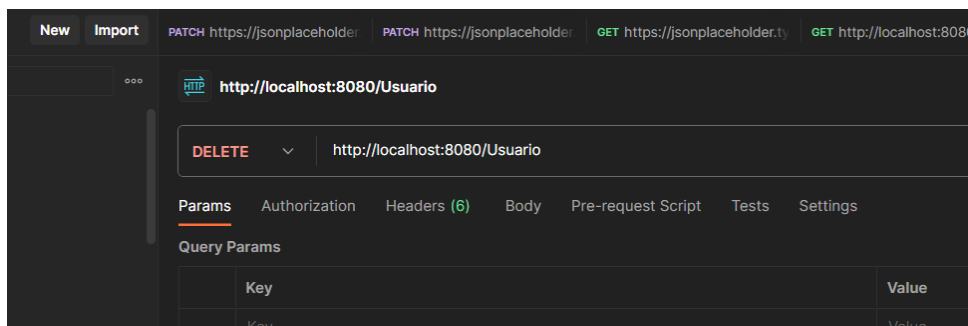 New Import PATCH https://jsonplaceholder PATCH https://jsonplaceholder. GET https://jsonplaceholder.ty GET http://localhost:808
HTTP http://localhost:8080/Usuario
DELETE http://localhost:8080/Usuario
Params Authorization Headers (6) Body Pre-request Script Tests Settings
Query Params
Key Value
Key Value